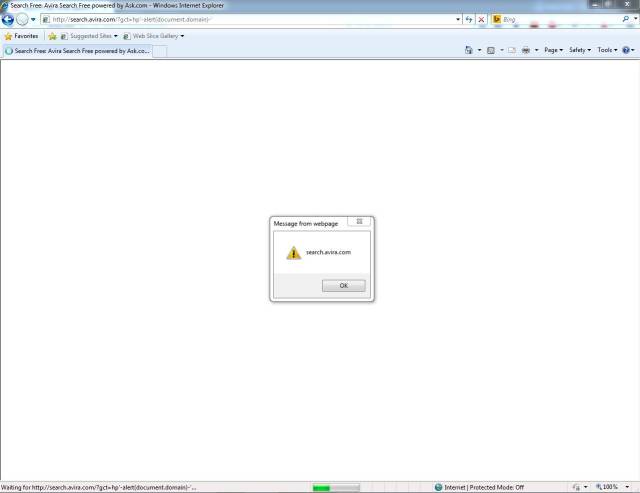 Search Free: Avira Search Free powered by Ask.com - Windows Internet Explorer
http://search.avira.com/?gct=hp'-alert(document.domain)-'
Bing
Favorites
Suggested Sites
Web Slice Gallery
Search Free: Avira Search Free powered by Ask.co...
Page
Safety
Tools
Message from webpage
search.avira.com
OK
Waiting for http://search.avira.com/?gct=hp'-alert(document.domain)-'...
Internet | Protected Mode: Off
100%